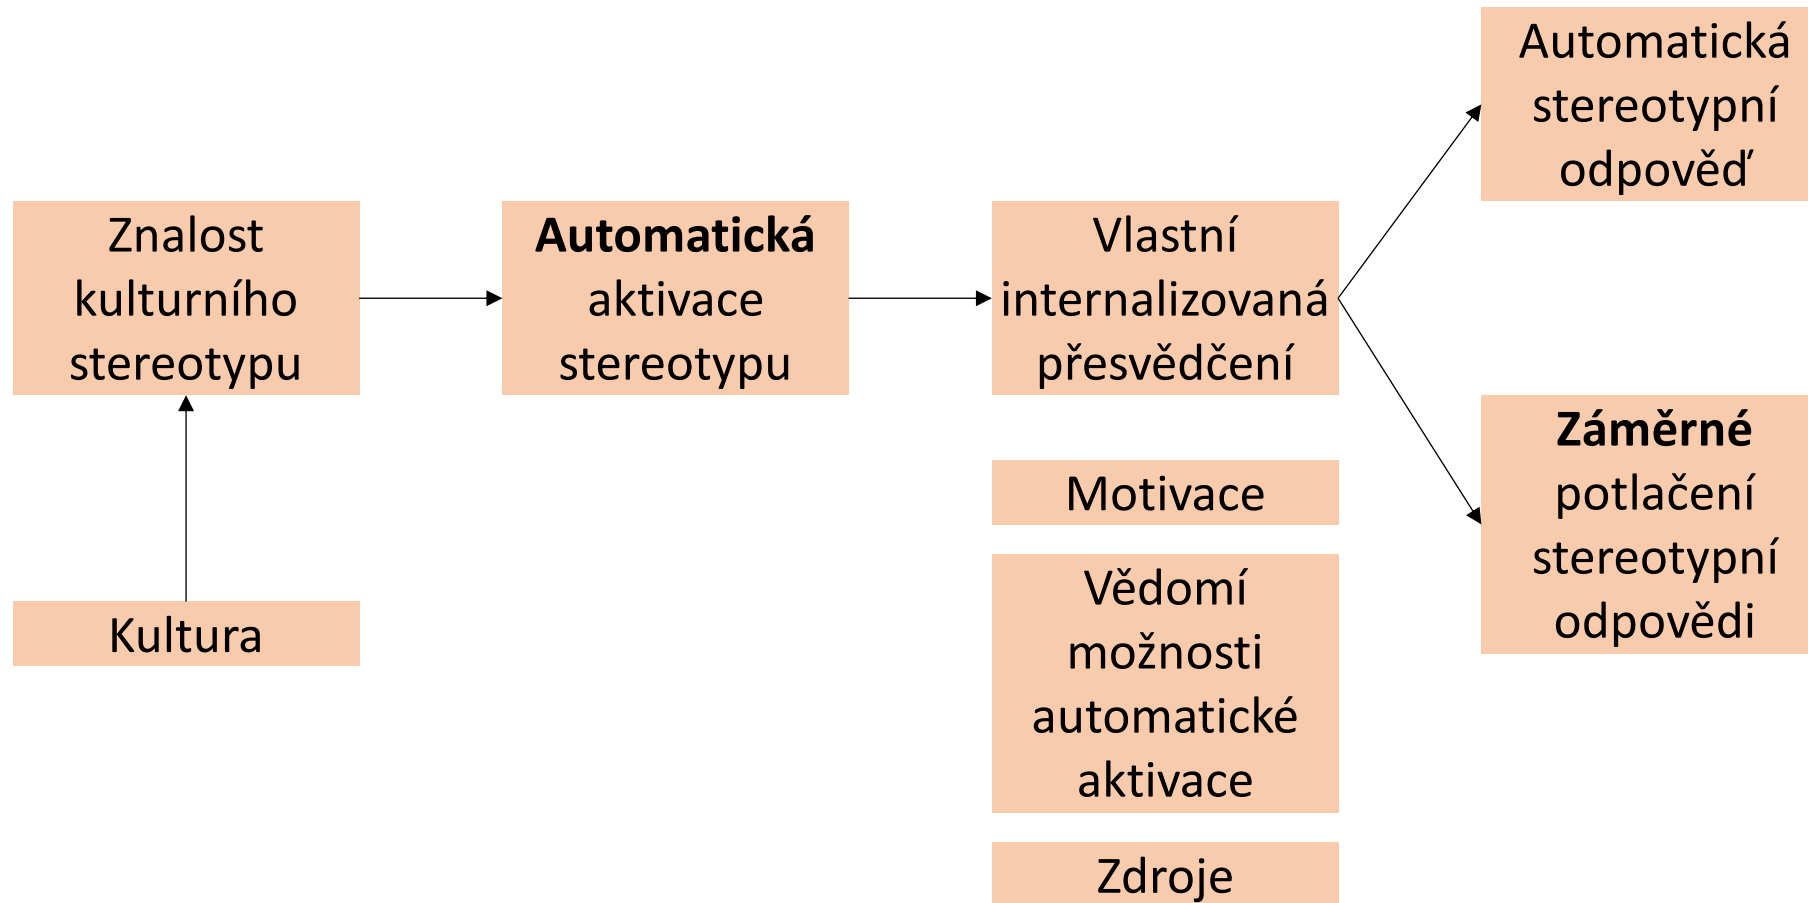 Znalost
kulturního
stereotypu
Kultura
Automatická
aktivace
stereotypu
Vlastní
internalizovaná
přesvědčení
Motivace
Vědomí
možnosti
automatické
aktivace
Zdroje
Automatická
stereotypní
odpověď
Záměrné
potlačení
stereotypní
odpovědi